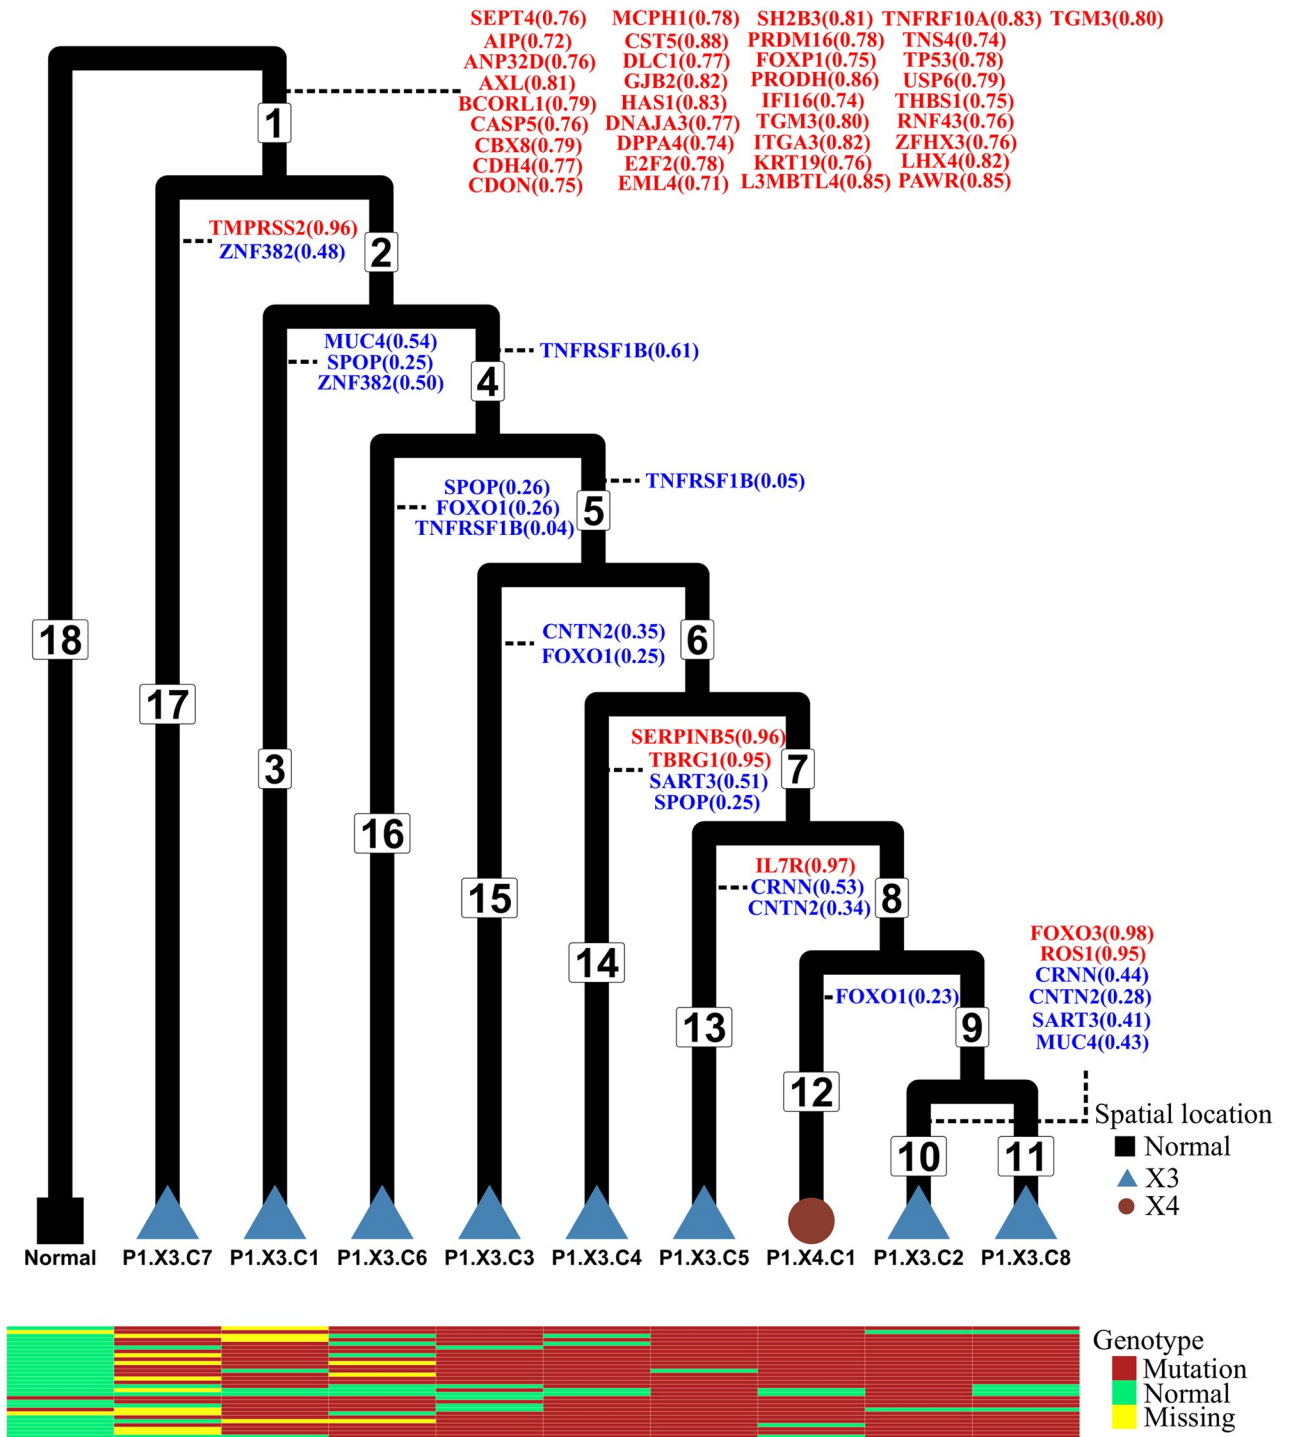 SEPT4(0.76) MCPH1(0.78) SH2B3(0.81) TNFRF10A(0.83) TGM3(0.80)
AIP(0.72) CST5(0.88) PRDM16(0.78) TNS4(0.74)
ANP32D(0.76) DLC1(0.77) FOXP1(0.75) TP53(0.78)
AXL(0.81) GJB2(0.82) PRODH(0.86) USP6(0.79)
BCORL1(0.79) HAS1(0.83) IFI16(0.74) THBS1(0.75)
CASP5(0.76) DNAJA3(0.77) TGM3(0.80) RNF43(0.76)
CBX8(0.79) DPPA4(0.74) ITGA3(0.82) ZFHX3(0.76)
CDH4(0.77) E2F2(0.78) KRT19(0.76) LHX4(0.82)
CDON(0.75) EML4(0.71) L3MBTL4(0.85) PAWR(0.85)
1
TMPRSS2(0.96)
ZNF382(0.48)
2
MUC4(0.54)
SPOP(0.25)
ZNF382(0.50)
TNFRSF1B(0.61)
4
SPOP(0.26)
FOXO1(0.26)
TNFRSF1B(0.04)
TNFRSF1B(0.05)
5
CNTN2(0.35)
FOXO1(0.25)
6
18
17
SERPINB5(0.96)
TBRG1(0.95)
SART3(0.51)
SPOP(0.25)
7
3
16
IL7R(0.97)
CRNN(0.53)
CNTN2(0.34)
8
15
14
FOXO3(0.98)
ROS1(0.95)
CRNN(0.44)
CNTN2(0.28)
SART3(0.41)
MUC4(0.43)
FOXO1(0.23)
13
9
12
10
11
Spatial location
Normal
X3
X4
Normal P1.X3.C7 P1.X3.C1 P1.X3.C6 P1.X3.C3 P1.X3.C4 P1.X3.C5 P1.X4.C1 P1.X3.C2 P1.X3.C8
Genotype
Mutation
Normal
Missing